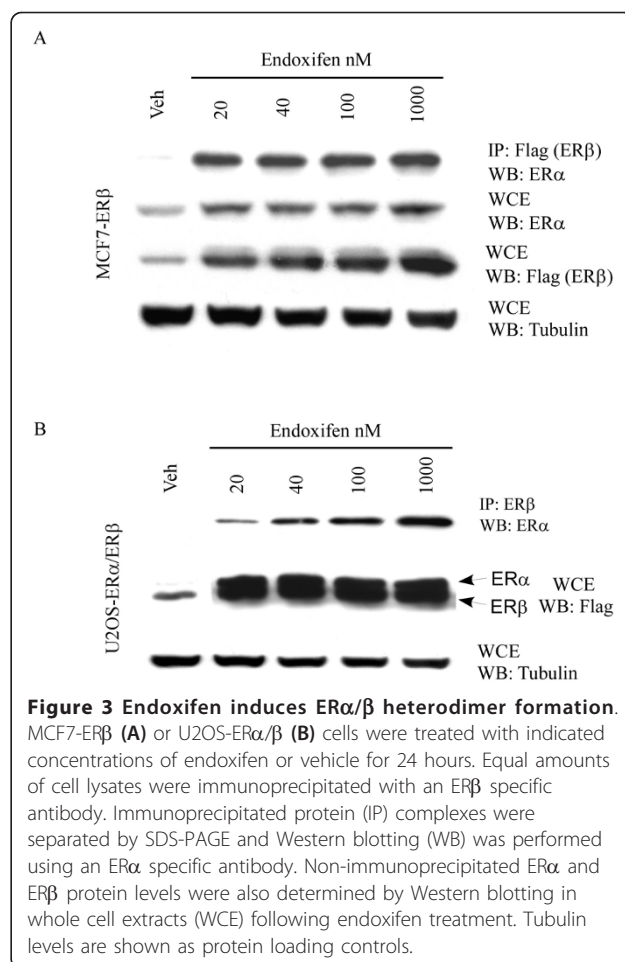 A
Endoxifen nM
Veh
20
40
100
1000
MCF7-ERβ
IP: Flag (ERβ)
WB: ERα
WCE
WB: ERα
WCE
WB: Flag (ERβ)
WCE
WB: Tubulin
B
Endoxifen nM
Veh
20
40
100
1000
U2OS-ERα/ERβ
IP: ERβ
WB: ERα
ERα
ERβ
WCE
WB: Flag
WCE
WB: Tubulin
Figure 3 Endoxifen induces ERα/β heterodimer formation.
MCF7-ERβ (A) or U2OS-ERα/β (B) cells were treated with indicated
concentrations of endoxifen or vehicle for 24 hours. Equal amounts
of cell lysates were immunoprecipitated with an ERβ specific
antibody. Immunoprecipitated protein (IP) complexes were
separated by SDS-PAGE and Western blotting (WB) was performed
using an ERα specific antibody. Non-immunoprecipitated ERα and
ERβ protein levels were also determined by Western blotting in
whole cell extracts (WCE) following endoxifen treatment. Tubulin
levels are shown as protein loading controls.